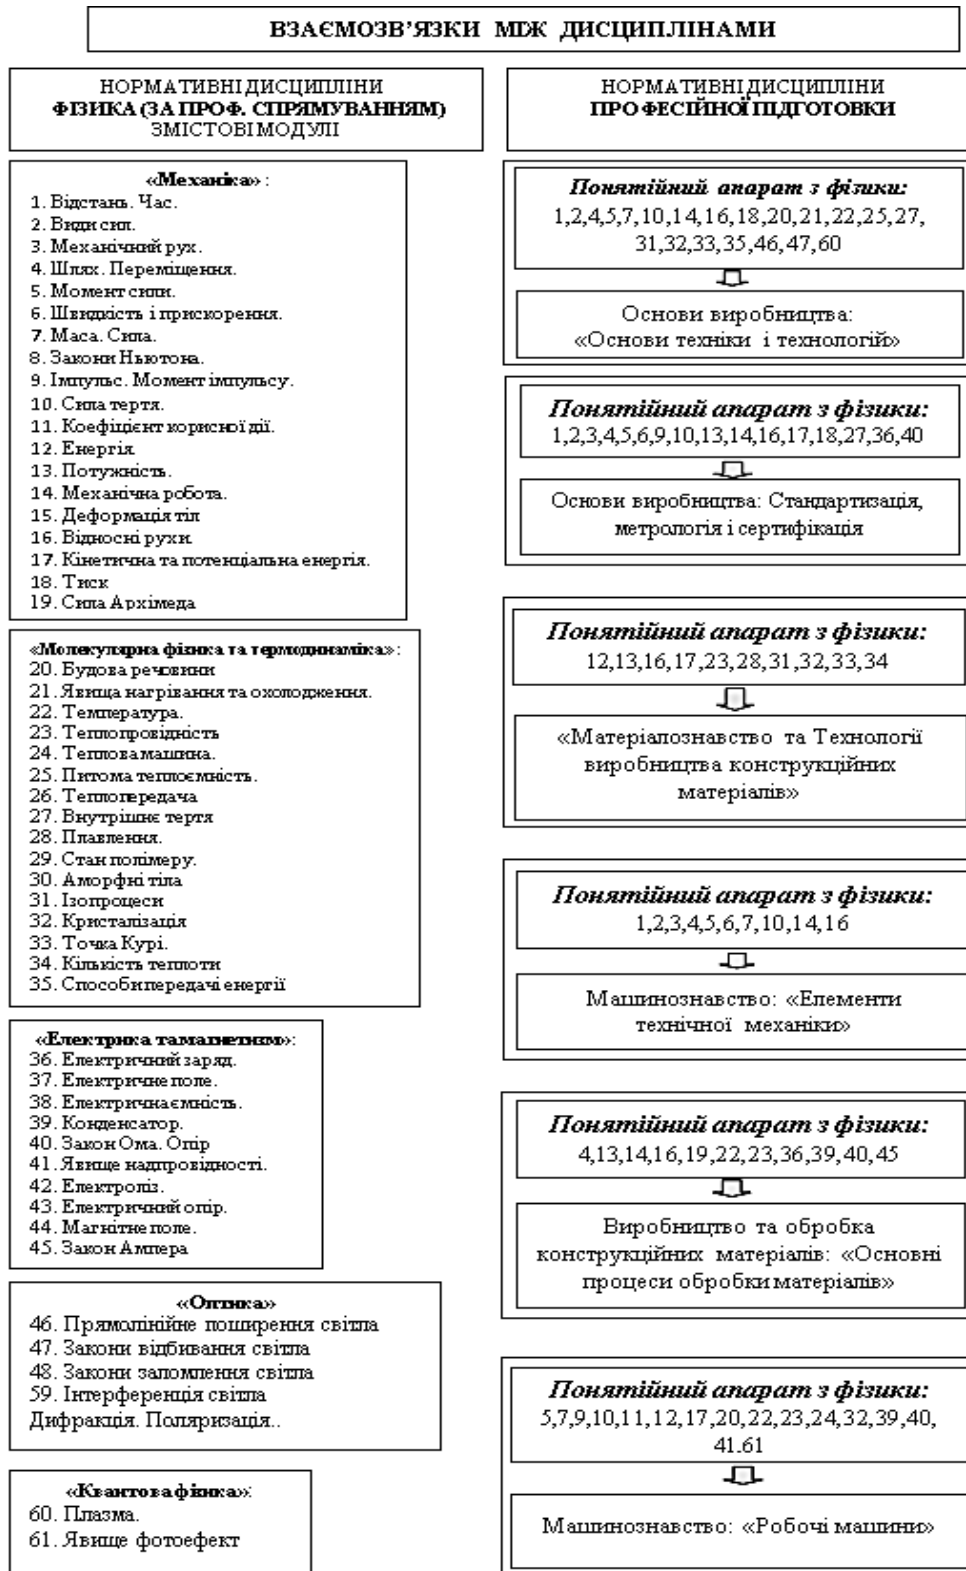 ВЗАЄМОЗВ’ЯЗКИ МІЖ ДИСЦИПЛІНАМИ
НОРМАТИВНІ ДИСЦИПЛІНИ
ФІЗИКА (ЗА ПРОФ. СПРЯМУВАННЯМ)
ЗМІСТОВІ МОДУЛІ
«Механіка» :
1. Відстань. Час.
2. Види сил.
3. Механічний рух.
4. Шлях. Переміщення.
5. Момент сили.
6. Швидкість і прискорення.
7. Маса. Сила.
8. Закони Ньютона.
9. Імпульс. Момент імпульсу.
10. Сила тертя.
11. Коефіцієнт корисної дії.
12. Енергія
13. Потужність.
14. Механічна робота.
15. Деформація тіл
16. Відносні рухи
17. Кінетична та потенціальна енергія.
18. Тиск
19. Сила Архімеда
«Молекулярна фізика та термодинаміка»:
20. Будова речовини
21. Явища нагрівання та охолодження.
22. Температура.
23. Теплопровідність
24. Теплова машина.
25. Питома теплоємність.
26. Теплопередача
27. Внутрішнє тертя
28. Плавлення.
29. Стан полімеру.
30. Аморфні тіла
31. Ізопроцеси
32. Кристалізація
33. Точка Курі.
34. Кількість теплоти
35. Способи передачі енергії
«Електрика та магнетизм»:
36. Електричний заряд.
37. Електричне поле.
38. Електрична ємність.
39. Конденсатор.
40. Закон Ома. Опір
41. Явище надпровідності.
42. Електроліз.
43. Електричний опір.
44. Магнітне поле.
45. Закон Ампера
«Оптика»
46. Прямолінійне поширення світла
47. Закони відбивання світла
48. Закони заломлення світла
59. Інтерференція світла
Дифракція. Поляризація..
«Квантова фізика»:
60. Плазма.
61. Явище фотоефект
НОРМАТИВНІ ДИСЦИПЛІНИ
ПРОФЕСІЙНОЇ ПІДГОТОВКИ
Понятійний апарат з фізики:
1,2,4,5,7,10,14,16,18,20,21,22,25,27,
31,32,33,35,46,47,60
Основи виробництва:
«Основи техніки і технологій»
Понятійний апарат з фізики:
1,2,3,4,5,6,9,10,13,14,16,17,18,27,36,40
Основи виробництва: Стандартизація,
метрологія і сертифікація
Понятійний апарат з фізики:
12,13,16,17,23,28,31,32,33,34
«Матеріалознавство та Технології
виробництва конструкційних
матеріалів»
Понятійний апарат з фізики:
1,2,3,4,5,6,7,10,14,16
Машинознавство: «Елементи
технічної механіки»
Понятійний апарат з фізики:
4,13,14,16,19,22,23,36,39,40,45
Виробництво та обробка
конструкційних матеріалів: «Основні
процеси обробки матеріалів»
Понятійний апарат з фізики:
5,7,9,10,11,12,17,20,22,23,24,32,39,40,
41.61
Машинознавство: «Робочі машини»